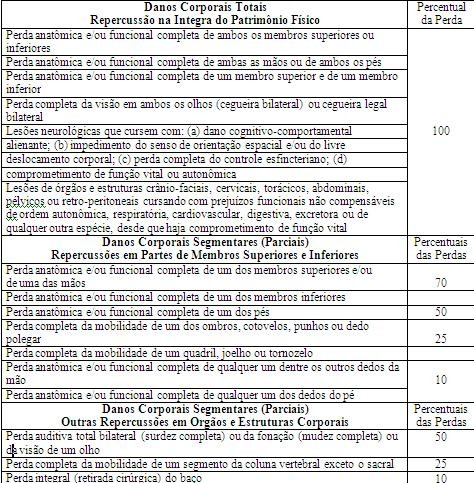 Danos Corporais Totais
Repercussão na Íntegra do Patrimônio Físico
Percentual
da Perda
Perda anatômica e/ou funcional completa de ambos os membros superiores ou
inferiores
Perda anatômica e/ou funcional completa de ambas as mãos ou de ambos os pés
Perda anatômica e/ou funcional completa de um membro superior e de um membro
inferior
Perda completa da visão em ambos os olhos (cegueira bilateral) ou cegueira legal
bilateral
Lesões neurológicas que cursem com: (a) dano cognitivo-comportamental
alienante; (b) impedimento do senso de orientação espacial e/ou do livre
deslocamento corporal; (c) perda completa do controle esfincteriano; (d)
comprometimento de função vital ou autonômica
Lesões de órgãos e estruturas crânio-faciais, cervicais, torácicos, abdominais,
pélvicos ou retro-peritoneais cursando com prejuízos funcionais não compensáveis
de ordem autonômica, respiratória, cardiovascular, digestiva, excretora ou de
qualquer outra espécie, desde que haja comprometimento de função vital
100
Danos Corporais Segmentares (Parciais)
Repercussões em Partes de Membros Superiores e Inferiores
Percentuais
das Perdas
Perda anatômica e/ou funcional completa de um dos membros superiores e/ou
de uma das mãos
Perda anatômica e/ou funcional completa de um dos membros inferiores
70
Perda anatômica e/ou funcional completa de um dos pés
50
Perda completa da mobilidade de um dos ombros, cotovelos, punhos ou dedo
polegar
Perda completa da mobilidade de um quadril, joelho ou tornozelo
25
Perda anatômica e/ou funcional completa de qualquer um dentre os outros dedos da
mão
Perda anatômica e/ou funcional completa de qualquer um dos dedos do pé
10
Danos Corporais Segmentares (Parciais)
Outras Repercussões em Órgãos e Estruturas Corporais
Percentuais
das Perdas
Perda auditiva total bilateral (surdez completa) ou da fonação (mudez completa) ou
da visão de um olho
50
Perda completa da mobilidade de um segmento da coluna vertebral exceto o sacral
25
Perda integral (retirada cirúrgica) do baço
10